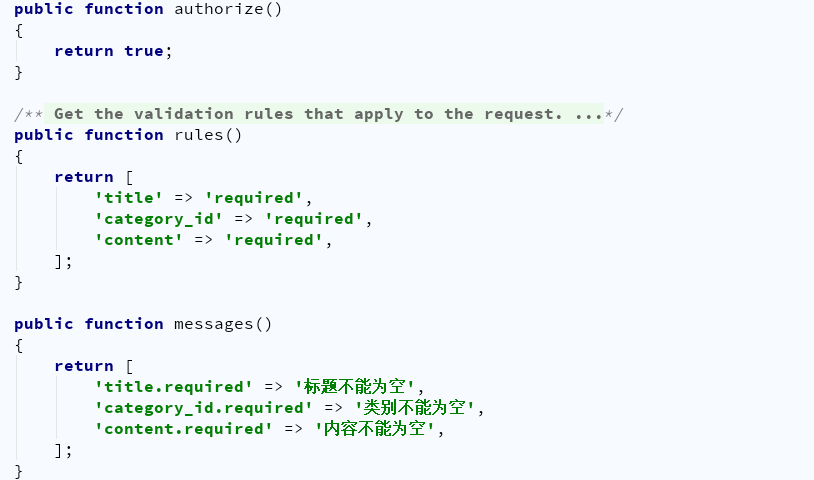 public function authorize()
{
    return true;
}

/** Get the validation rules that apply to the request. ...*/
public function rules()
{
    return [
        'title' => 'required',
        'category_id' => 'required',
        'content' => 'required',
    ];
}

public function messages()
{
    return [
        'title.required' => '标题不能为空',
        'category_id.required' => '类别不能为空',
        'content.required' => '内容不能为空',
    ];
}